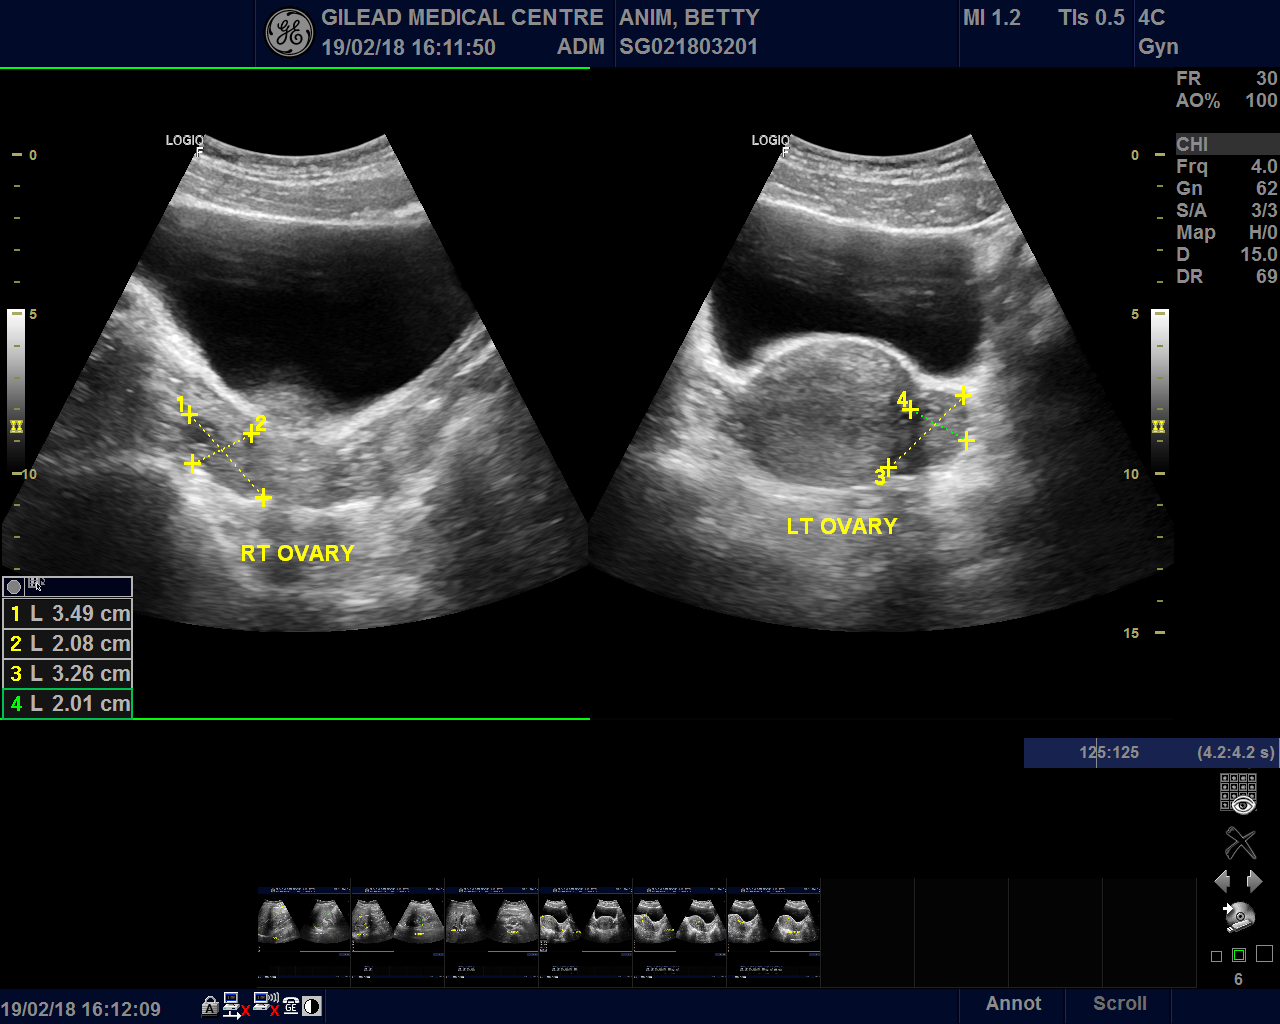 GILEAD MEDICAL CENTRE
19/02/18 16:11:50 ADM
ANIM, BETTY
SG021803201
MI 1.2 TIs 0.5
4C
Gyn
FR 30
AO% 100
CHI
Frq 4.0
Gn 62
S/A 3/3
Map H/0
D 15.0
DR 69
LOGIQ
F
0
5
10
1
2
RT OVARY
LOGIQ
F
0
5
10
15
4
3
LT OVARY
1 L 3.49 cm
2 L 2.08 cm
3 L 3.26 cm
4 L 2.01 cm
125:125 (4.2:4.2 s)
6
19/02/18 16:12:09
Annot
Scroll